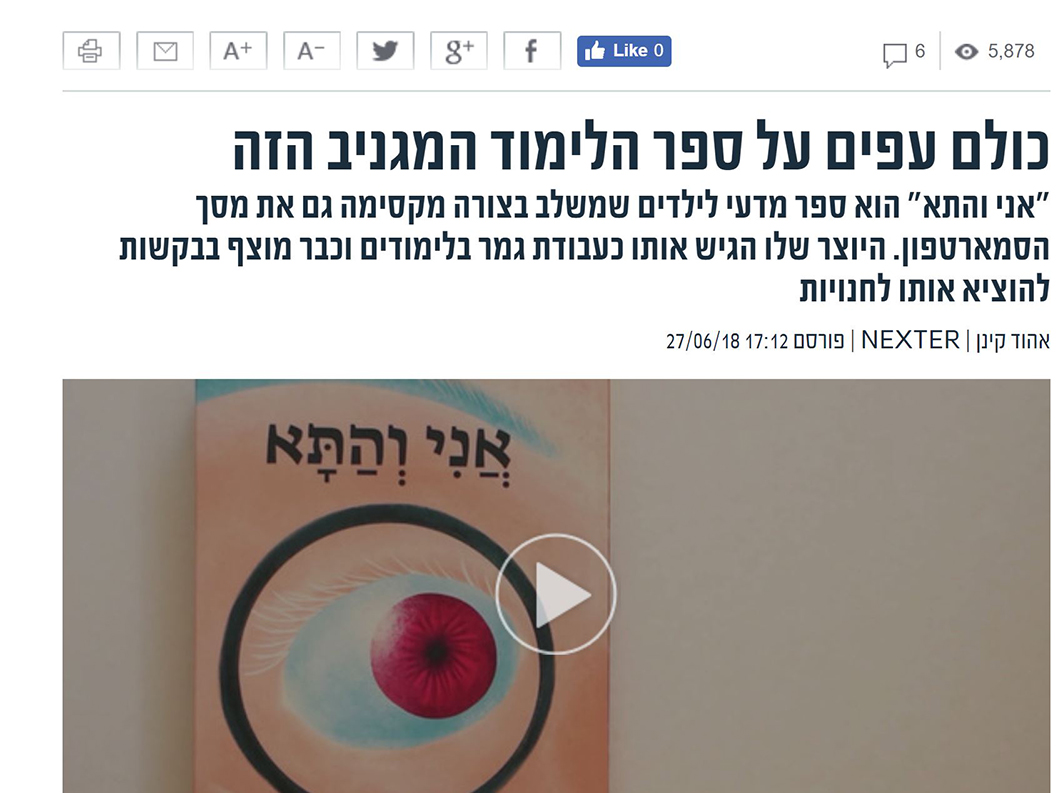 A+ A- g+ f Like 0 6 5,878
כולם עפים על ספר הלימוד המגניב הזה
"אני והתא" הוא ספר מדעי לילדים שמשלב בצורה מקסימה גם את מסך
הסמארטפון. היוצר שלו הגיש אותו כעבודת גמר בלימודים וכבר מוצף בבקשות
להוציא אותו לחנויות
אהוד קינן | NEXTER | פורסם 17:12 27/06/18
אֲנִי וְהַתָּא